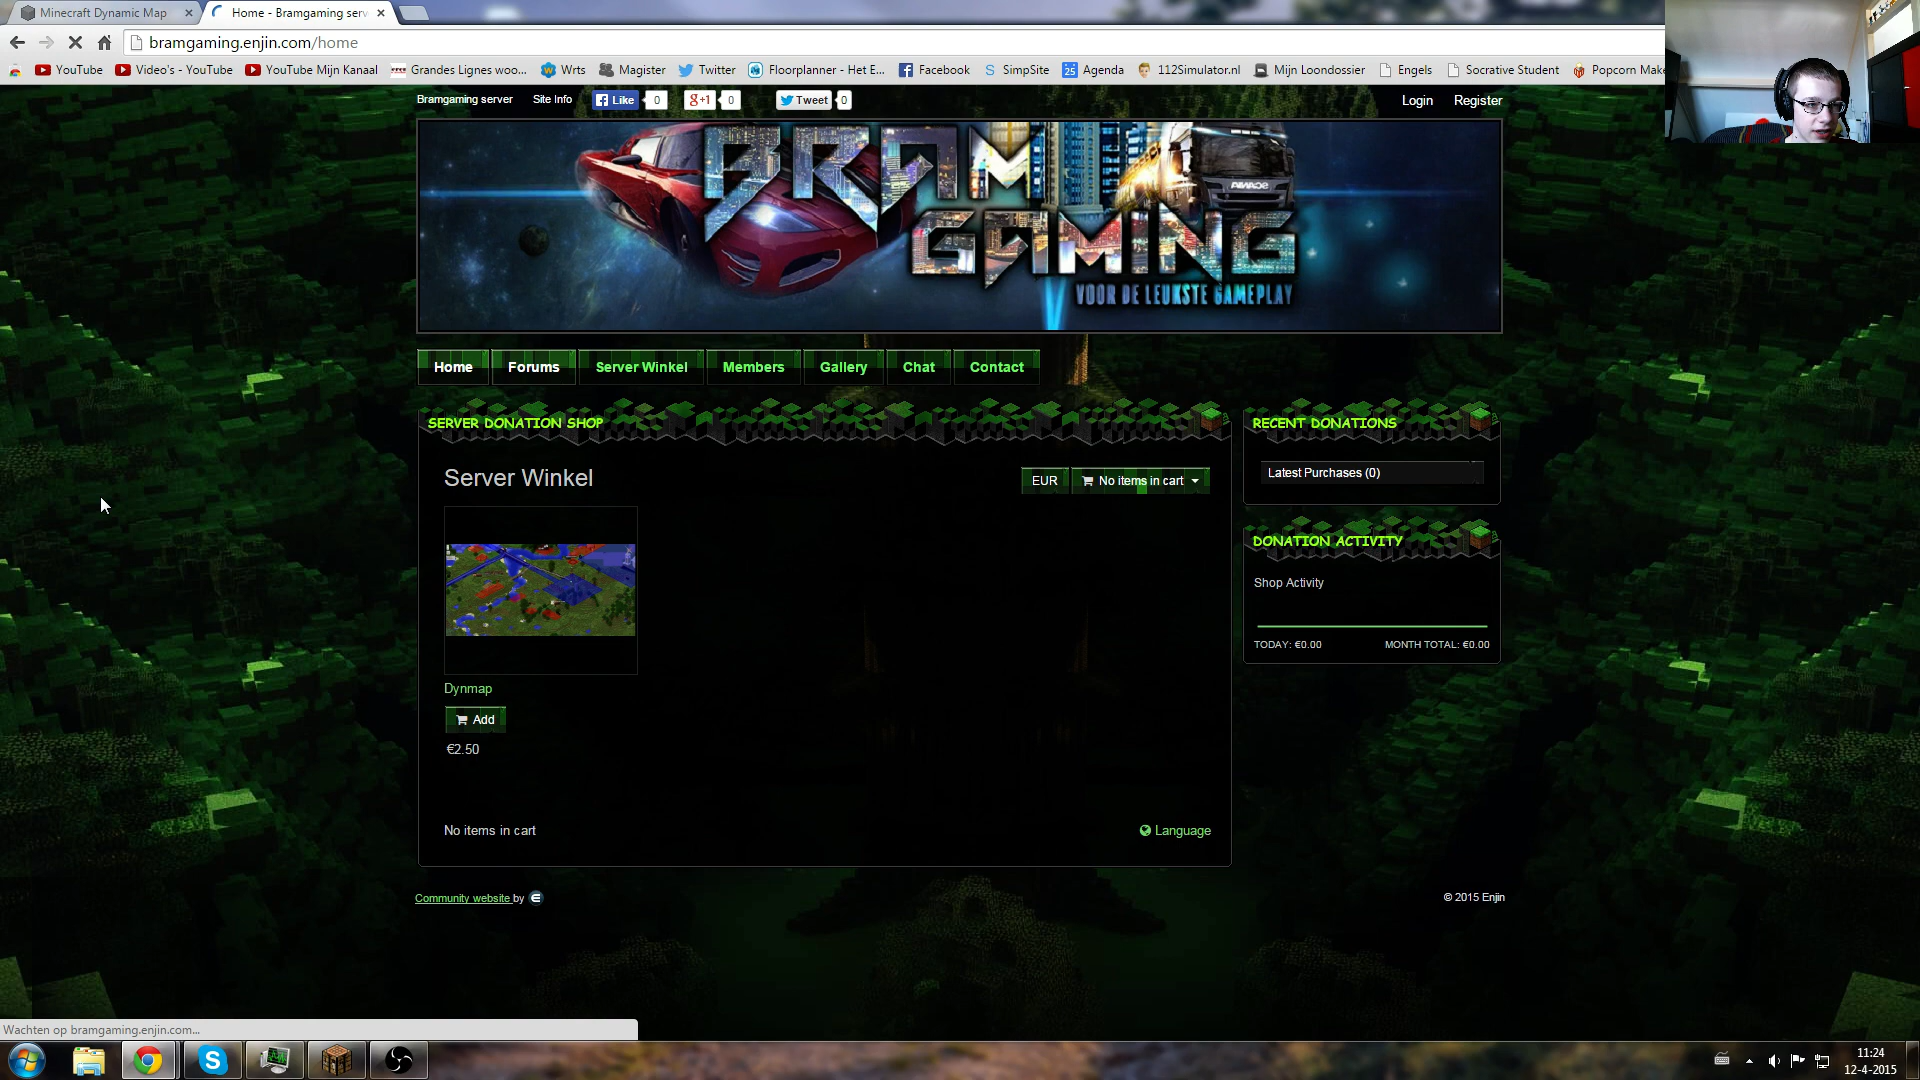 Minecraft Dynamic Map
Home - Bramgaming serv
bramgaming.enjin.com/home
YouTube
Video's - YouTube
YouTube Mijn Kanaal
Grandes Lignes woo...
Wrts
Magister
Twitter
Floorplanner - Het E...
Facebook
SimpSite
25 Agenda
112Simulator.nl
Mijn Loondossier
Engels
Socrative Student
Popcorn Make
Bramgaming server
Site Info
Like 0
g+1 0
Tweet 0
Login
Register
BRAM
GAMING
VOOR DE LEUKSTE GAMEPLAY
Home
Forums
Server Winkel
Members
Gallery
Chat
Contact
SERVER DONATION SHOP
RECENT DONATIONS
Server Winkel
EUR
No items in cart
Latest Purchases (0)
DONATION ACTIVITY
Shop Activity
TODAY: €0.00
MONTH TOTAL: €0.00
Dynmap
Add
€2.50
No items in cart
Language
Community website by
© 2015 Enjin
Wachten op bramgaming.enjin.com...
11:24
12-4-2015